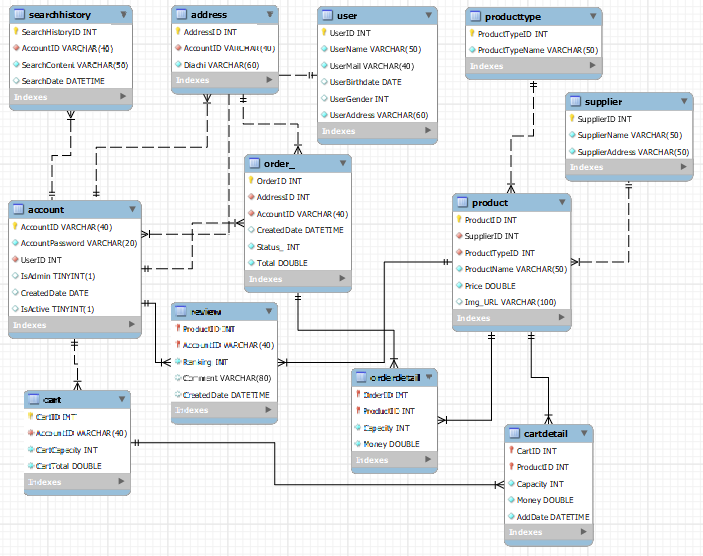 searchhistory
SearchHistoryID INT
AccountID VARCHAR(40)
SearchContent VARCHAR(50)
SearchDate DATETIME
Indexes
address
AddressID INT
AccountID VARCHAR(40)
Diachi VARCHAR(60)
Indexes
user
UserID INT
UserName VARCHAR(50)
UserMail VARCHAR(40)
UserBirthdate DATE
UserGender INT
UserAddress VARCHAR(60)
Indexes
producttype
ProductTypeID INT
ProductTypeName VARCHAR(50)
Indexes
supplier
SupplierID INT
SupplierName VARCHAR(50)
SupplierAddress VARCHAR(50)
Indexes
order_
OrderID INT
AddressID INT
AccountID VARCHAR(40)
CreatedDate DATETIME
Status_ INT
Total DOUBLE
Indexes
account
AccountID VARCHAR(40)
AccountPassword VARCHAR(20)
UserID INT
IsAdmin TINYINT(1)
CreatedDate DATE
IsActive TINYINT(1)
Indexes
product
ProductID INT
SupplierID INT
ProductTypeID INT
ProductName VARCHAR(50)
Price DOUBLE
Img_URL VARCHAR(100)
Indexes
review
ProductID INT
AccountID VARCHAR(40)
Ranking INT
Comment VARCHAR(80)
CreatedDate DATETIME
Indexes
orderdetail
OrderID INT
ProductID INT
Capacity INT
Money DOUBLE
Indexes
cart
CartID INT
AccountID VARCHAR(40)
CartCapacity INT
CartTotal DOUBLE
Indexes
cartdetail
CartID INT
ProductID INT
Capacity INT
Money DOUBLE
AddDate DATETIME
Indexes